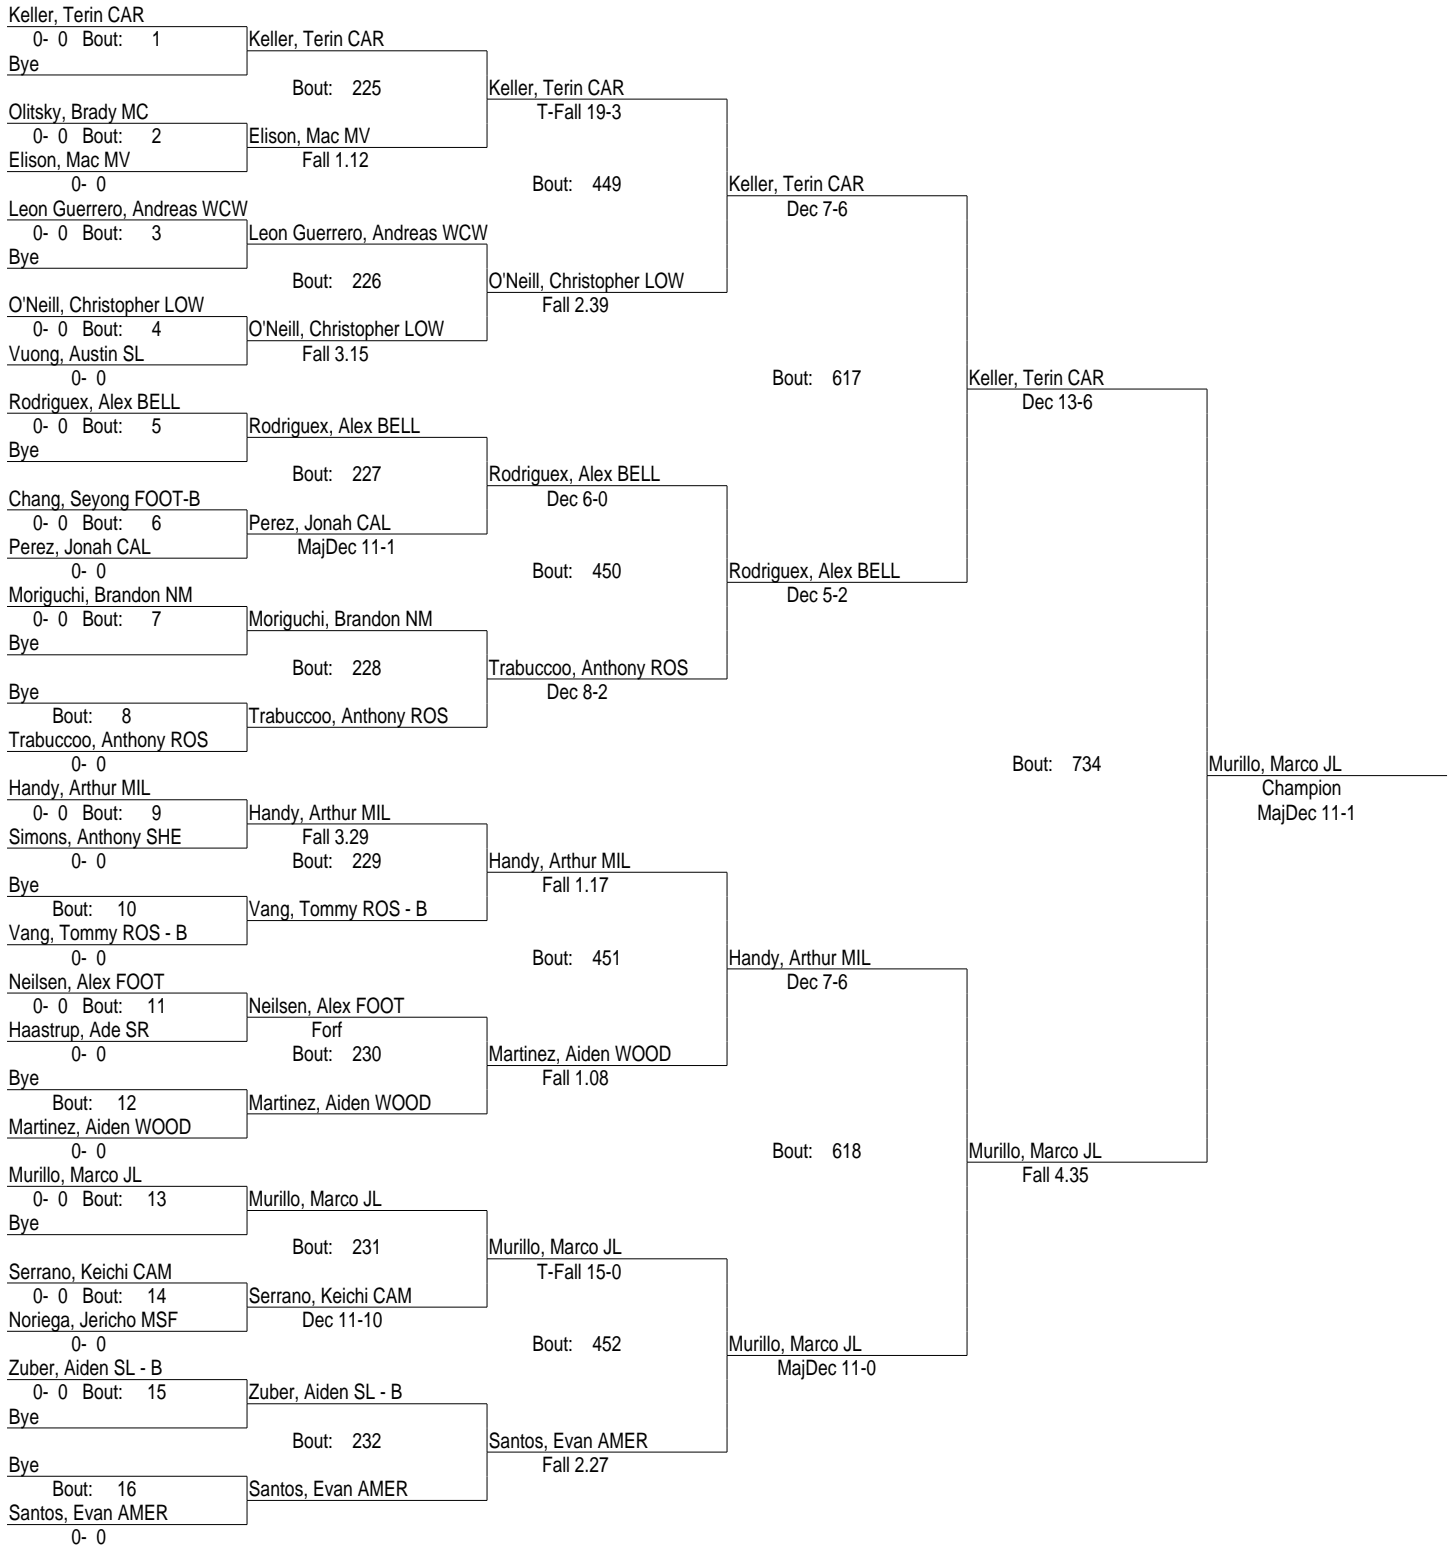 Keller, Terin CAR
0- 0 Bout: 1 Keller, Terin CAR
Bye
Bout: 225 Keller, Terin CAR
Olitsky, Brady MC T-Fall 19-3
0- 0 Bout: 2 Elison, Mac MV
Elison, Mac MV Fall 1.12
0- 0 Bout: 449 Keller, Terin CAR
Leon Guerrero, Andreas WCW Dec 7-6
0- 0 Bout: 3 Leon Guerrero, Andreas WCW
Bye
Bout: 226 O'Neill, Christopher LOW
O'Neill, Christopher LOW Fall 2.39
0- 0 Bout: 4 O'Neill, Christopher LOW
Vuong, Austin SL Fall 3.15
0- 0 Bout: 617 Keller, Terin CAR
Rodriguex, Alex BELL Dec 13-6
0- 0 Bout: 5 Rodriguex, Alex BELL
Bye
Bout: 227 Rodriguex, Alex BELL
Chang, Seyong FOOT-B Dec 6-0
0- 0 Bout: 6 Perez, Jonah CAL
Perez, Jonah CAL MajDec 11-1
0- 0 Bout: 450 Rodriguex, Alex BELL
Moriguchi, Brandon NM Dec 5-2
0- 0 Bout: 7 Moriguchi, Brandon NM
Bye
Bout: 228 Trabuccoo, Anthony ROS
Bye Dec 8-2
Bout: 8 Trabuccoo, Anthony ROS
Trabuccoo, Anthony ROS
0- 0 Bout: 734 Murillo, Marco JL
Handy, Arthur MIL Champion
0- 0 Bout: 9 Handy, Arthur MIL MajDec 11-1
Simons, Anthony SHE Fall 3.29
0- 0 Bout: 229 Handy, Arthur MIL
Bye Fall 1.17
Bout: 10 Vang, Tommy ROS - B
Vang, Tommy ROS - B
0- 0 Bout: 451 Handy, Arthur MIL
Neilsen, Alex FOOT Dec 7-6
0- 0 Bout: 11 Neilsen, Alex FOOT
Haastrup, Ade SR Forf
0- 0 Bout: 230 Martinez, Aiden WOOD
Bye Fall 1.08
Bout: 12 Martinez, Aiden WOOD
Martinez, Aiden WOOD
0- 0 Bout: 618 Murillo, Marco JL
Murillo, Marco JL Fall 4.35
0- 0 Bout: 13 Murillo, Marco JL
Bye
Bout: 231 Murillo, Marco JL
Serrano, Keichi CAM T-Fall 15-0
0- 0 Bout: 14 Serrano, Keichi CAM
Noriega, Jericho MSF Dec 11-10
0- 0 Bout: 452 Murillo, Marco JL
Zuber, Aiden SL - B MajDec 11-0
0- 0 Bout: 15 Zuber, Aiden SL - B
Bye
Bout: 232 Santos, Evan AMER
Bye Fall 2.27
Bout: 16 Santos, Evan AMER
Santos, Evan AMER
0- 0